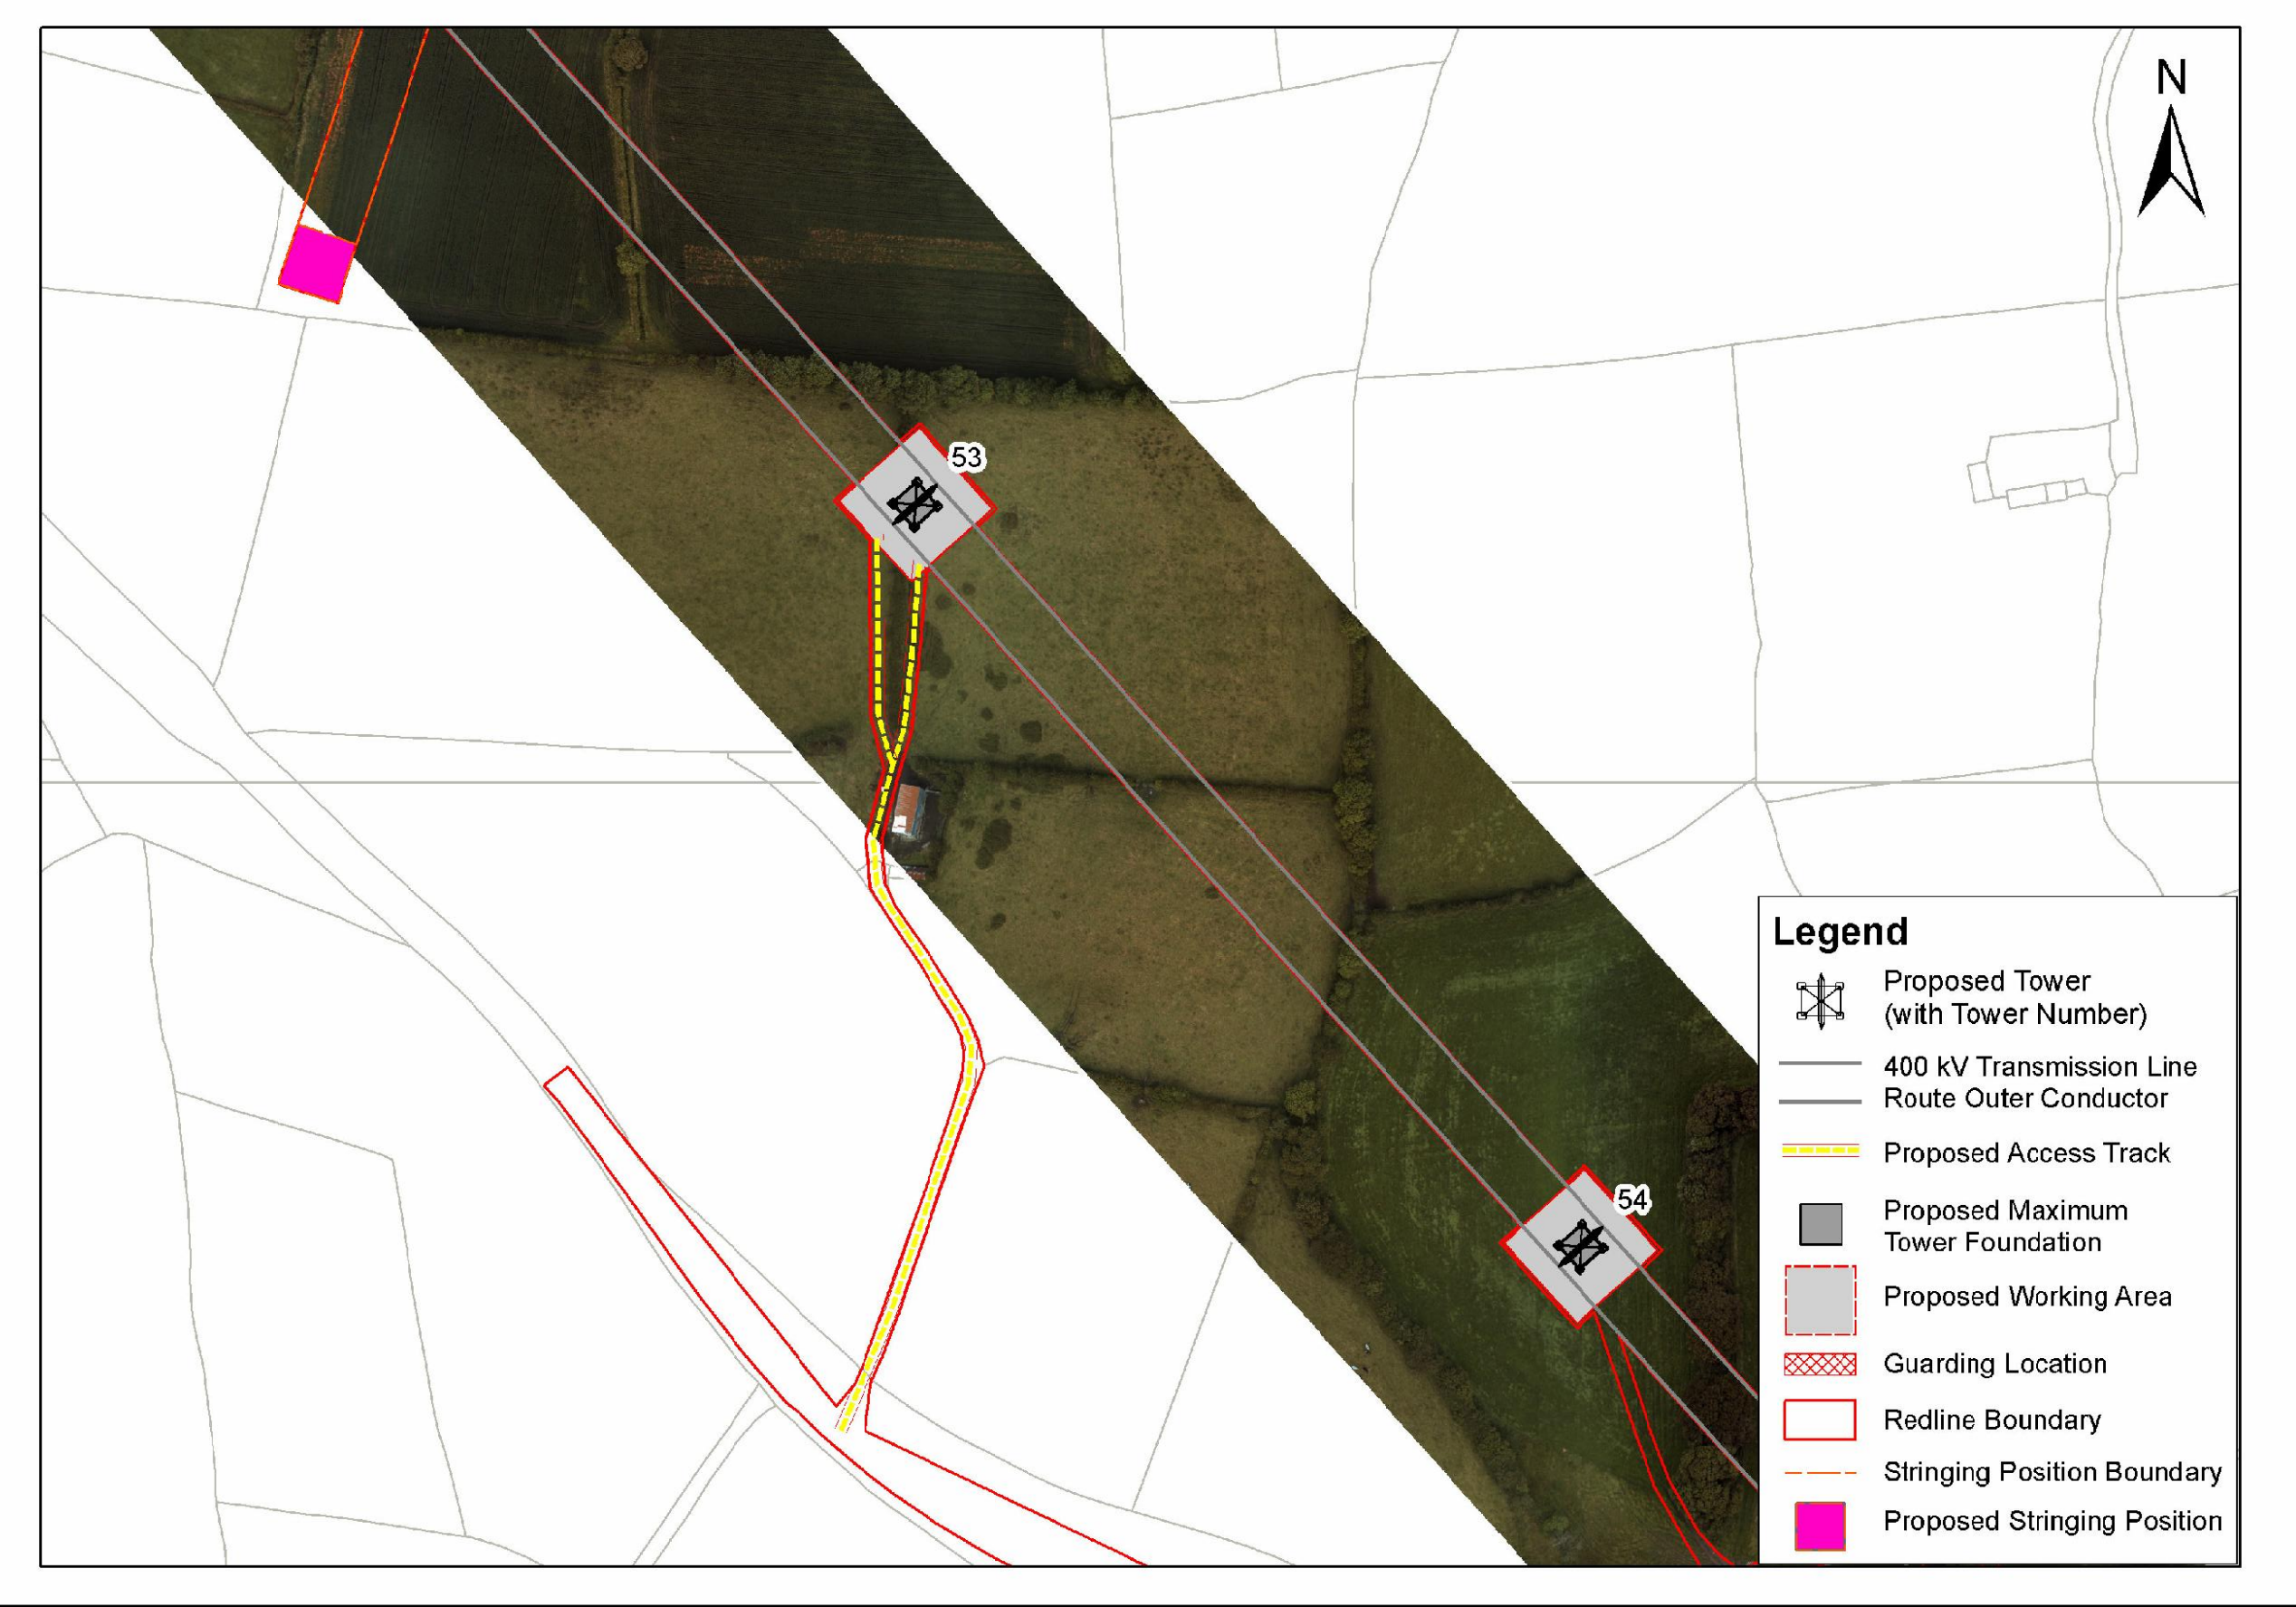 N
53
54
Legend
Proposed Tower
(with Tower Number)
400 kV Transmission Line
Route Outer Conductor
Proposed Access Track
Proposed Maximum
Tower Foundation
Proposed Working Area
Guarding Location
Redline Boundary
Stringing Position Boundary
Proposed Stringing Position